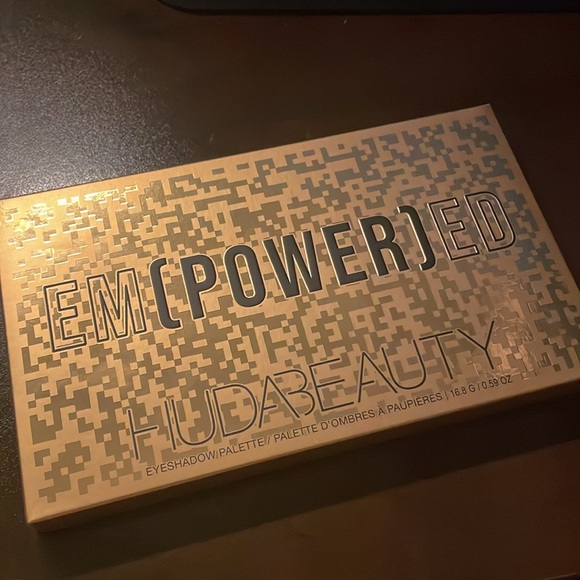 EM(POWER)ED
HUDABEAUTY
EYESHADOW PALETTE / PALETTE D'OMBRES À PAUPIÈRES | 16.8 G / 0.59 OZ